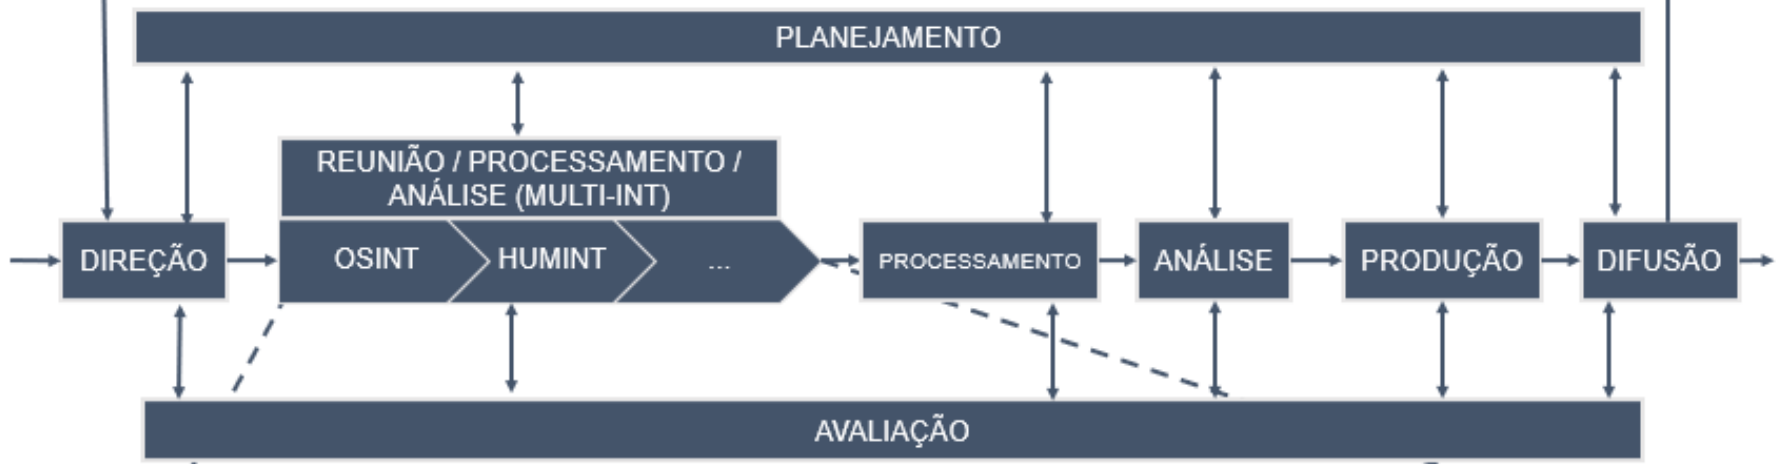 PLANEJAMENTO
REUNIÃO / PROCESSAMENTO /
ANÁLISE (MULTI-INT)
DIREÇÃO
OSINT
HUMINT
...
PROCESSAMENTO
ANÁLISE
PRODUÇÃO
DIFUSÃO
AVALIAÇÃO